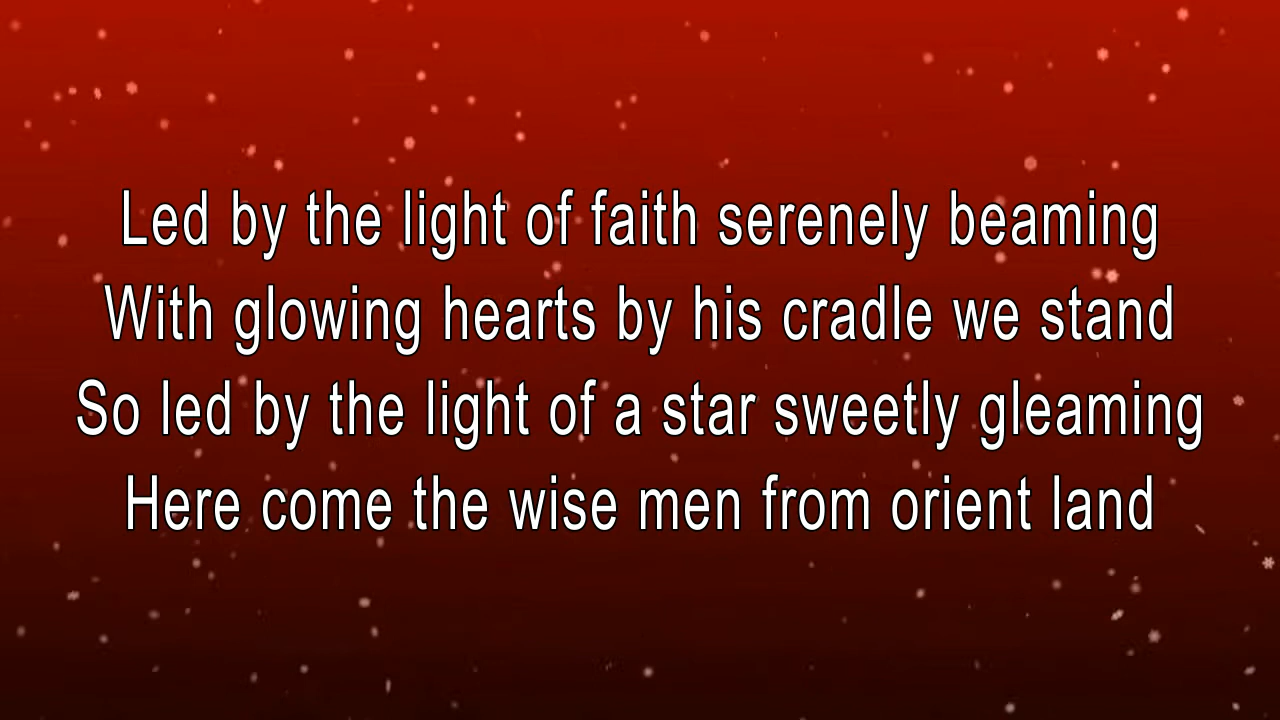 Led by the light of faith serenely beaming
With glowing hearts by his cradle we stand
So led by the light of a star sweetly gleaming
Here come the wise men from orient land